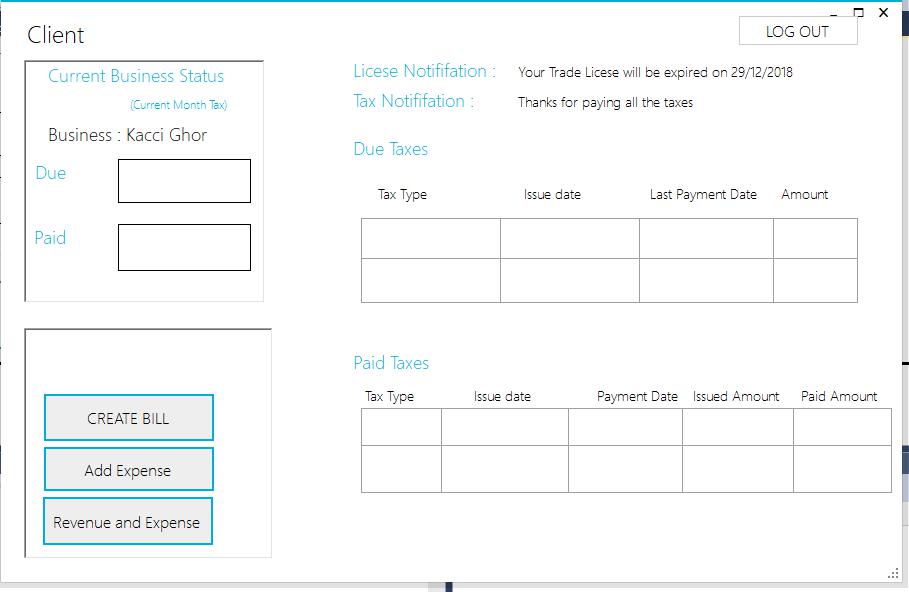 LOG OUT
Client
Current Business Status
(Current Month Tax)
Business : Kacci Ghor
Due
Paid
CREATE BILL
Add Expense
Revenue and Expense
Licese Notififation : Your Trade Licese will be expired on 29/12/2018
Tax Notififation : Thanks for paying all the taxes
Due Taxes
Tax Type Issue date Last Payment Date Amount
Paid Taxes
Tax Type Issue date Payment Date Issued Amount Paid Amount